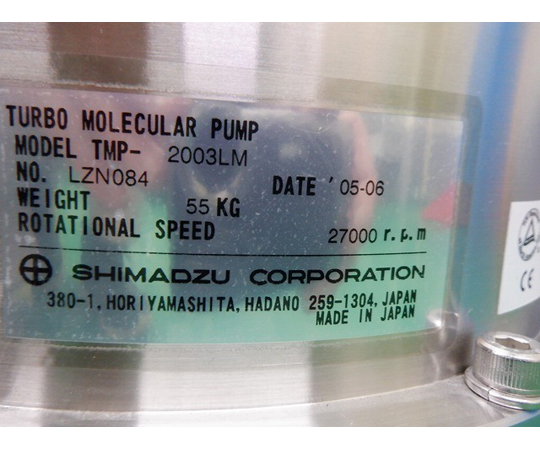 TURBO MOLECULAR PUMP
MODEL TMP- 2003LM
NO. LZN084 DATE '05-06
WEIGHT 55 KG
ROTATIONAL SPEED 27000 r.p.m
SHIMADZU CORPORATION
380-1, HORIYAMASHITA, HADANO 259-1304, JAPAN
MADE IN JAPAN
CE